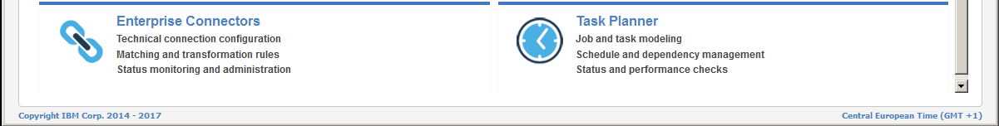 Enterprise Connectors
Technical connection configuration
Matching and transformation rules
Status monitoring and administration
Task Planner
Job and task modeling
Schedule and dependency management
Status and performance checks
Copyright IBM Corp. 2014 - 2017
Central European Time (GMT +1)